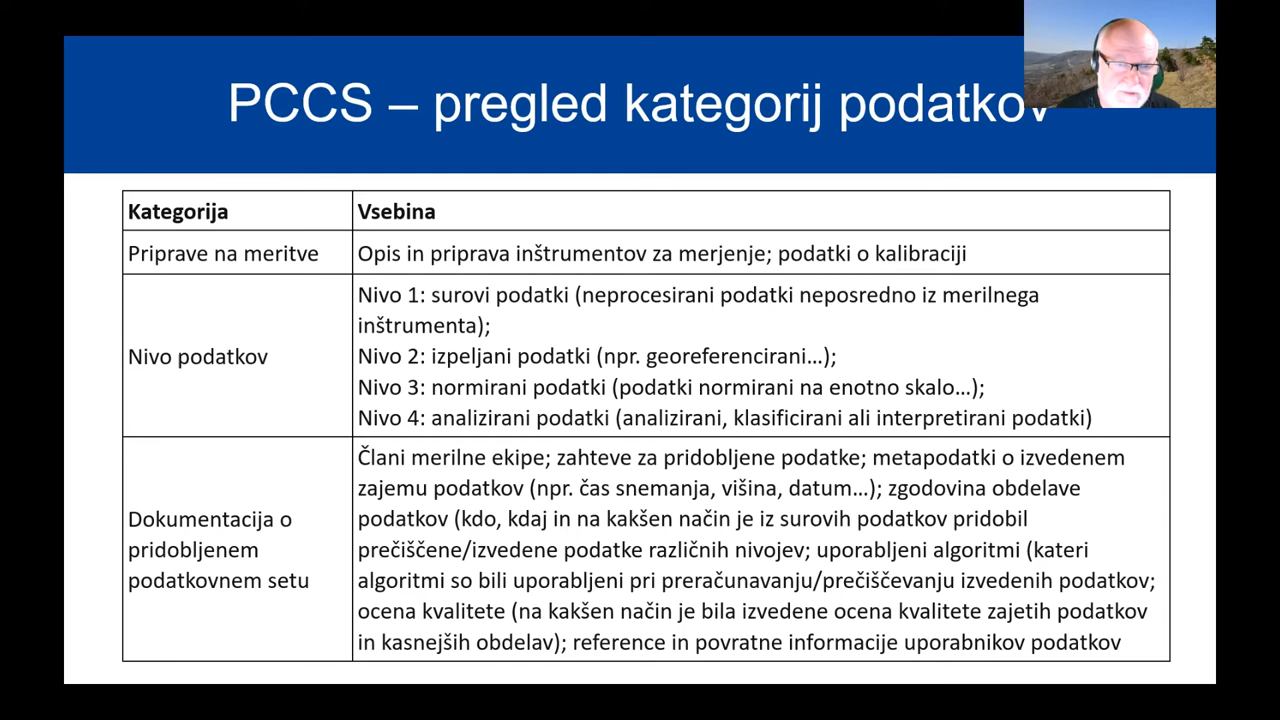 PCCS – pregled kategorij podatkov
Kategorija
Vsebina
Priprave na meritve
Opis in priprava inštrumentov za merjenje; podatki o kalibraciji
Nivo podatkov
Nivo 1: surovi podatki (neprocesirani podatki neposredno iz merilnega
inštrumenta);
Nivo 2: izpeljani podatki (npr. georeferencirani…);
Nivo 3: normirani podatki (podatki normirani na enotno skalo…);
Nivo 4: analizirani podatki (analizirani, klasificirani ali interpretirani podatki)
Dokumentacija o
pridobljenem
podatkovnem setu
Člani merilne ekipe; zahteve za pridobljene podatke; metapodatki o izvedenem
zajemu podatkov (npr. čas snemanja, višina, datum…); zgodovina obdelave
podatkov (kdo, kdaj in na kakšen način je iz surovih podatkov pridobil
prečiščene/izvedene podatke različnih nivojev; uporabljeni algoritmi (kateri
algoritmi so bili uporabljeni pri preračunavanju/prečiščevanju izvedenih podatkov;
ocena kvalitete (na kakšen način je bila izvedene ocena kvalitete zajetih podatkov
in kasnejših obdelav); reference in povratne informacije uporabnikov podatkov